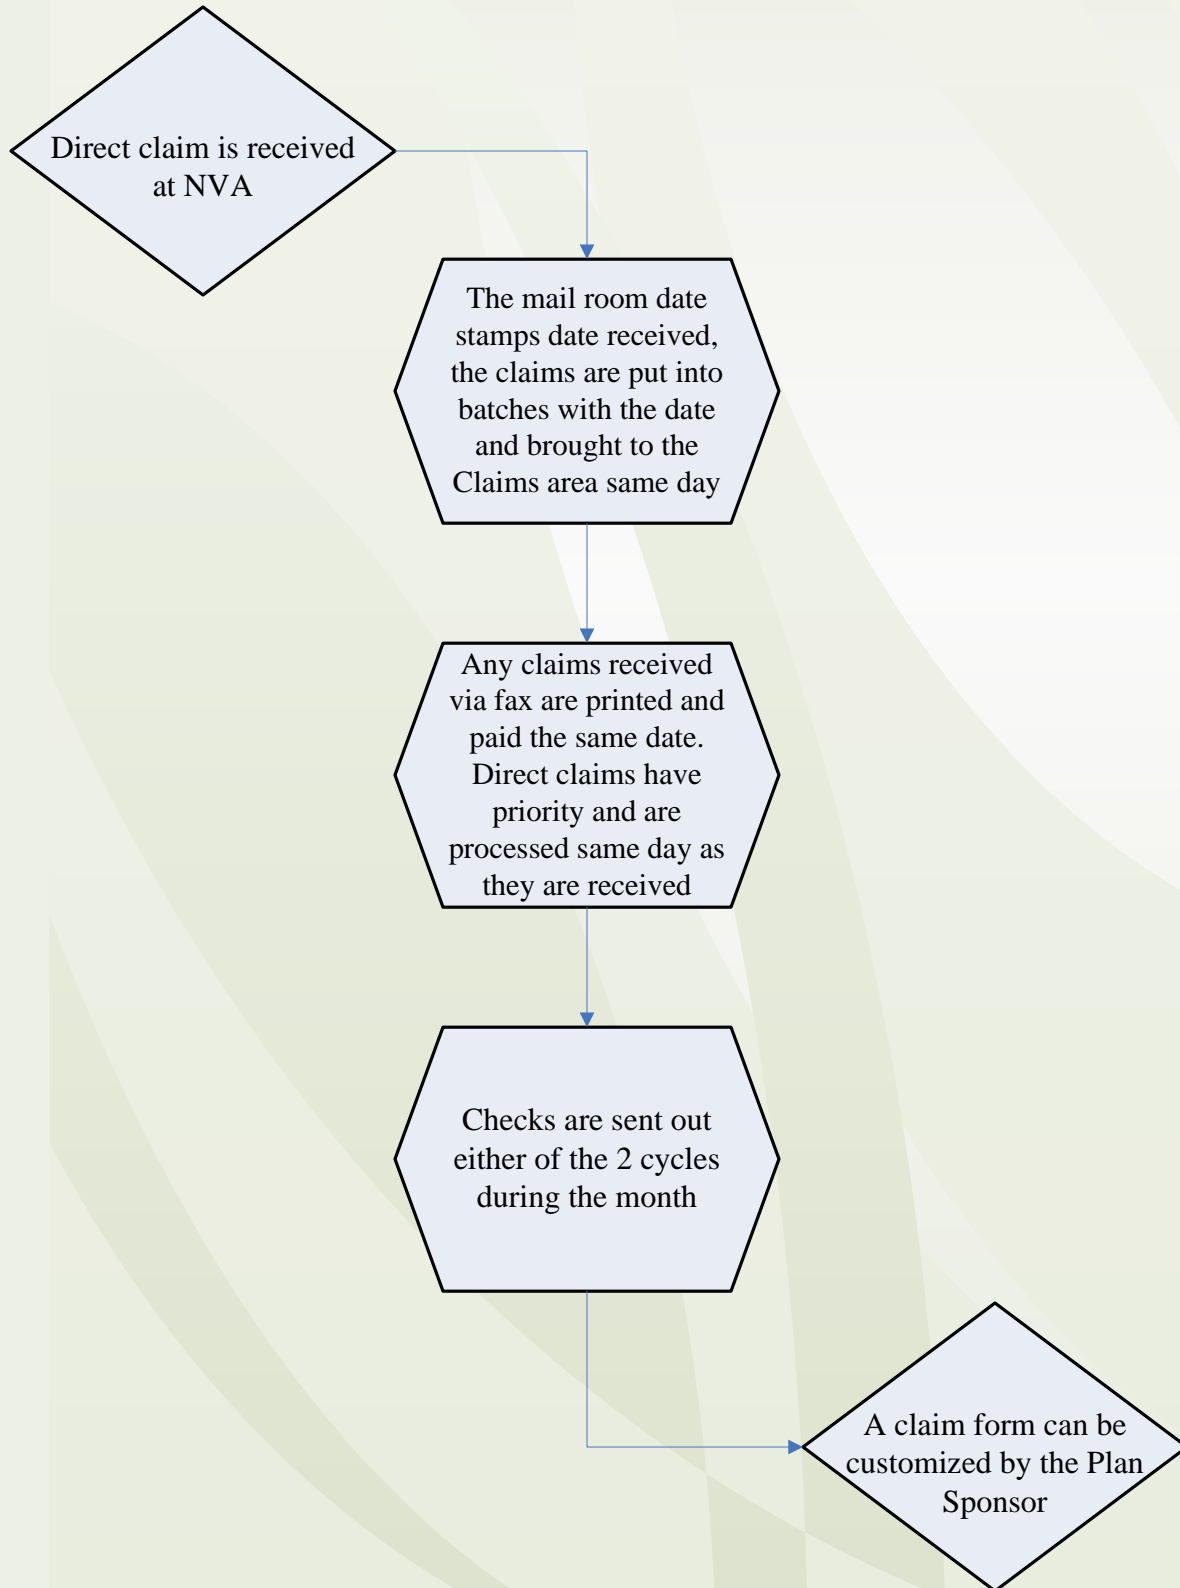 Direct claim is received
at NVA
The mail room date
stamps date received,
the claims are put into
batches with the date
and brought to the
Claims area same day
Any claims received
via fax are printed and
paid the same date.
Direct claims have
priority and are
processed same day as
they are received
Checks are sent out
either of the 2 cycles
during the month
A claim form can be
customized by the Plan
Sponsor